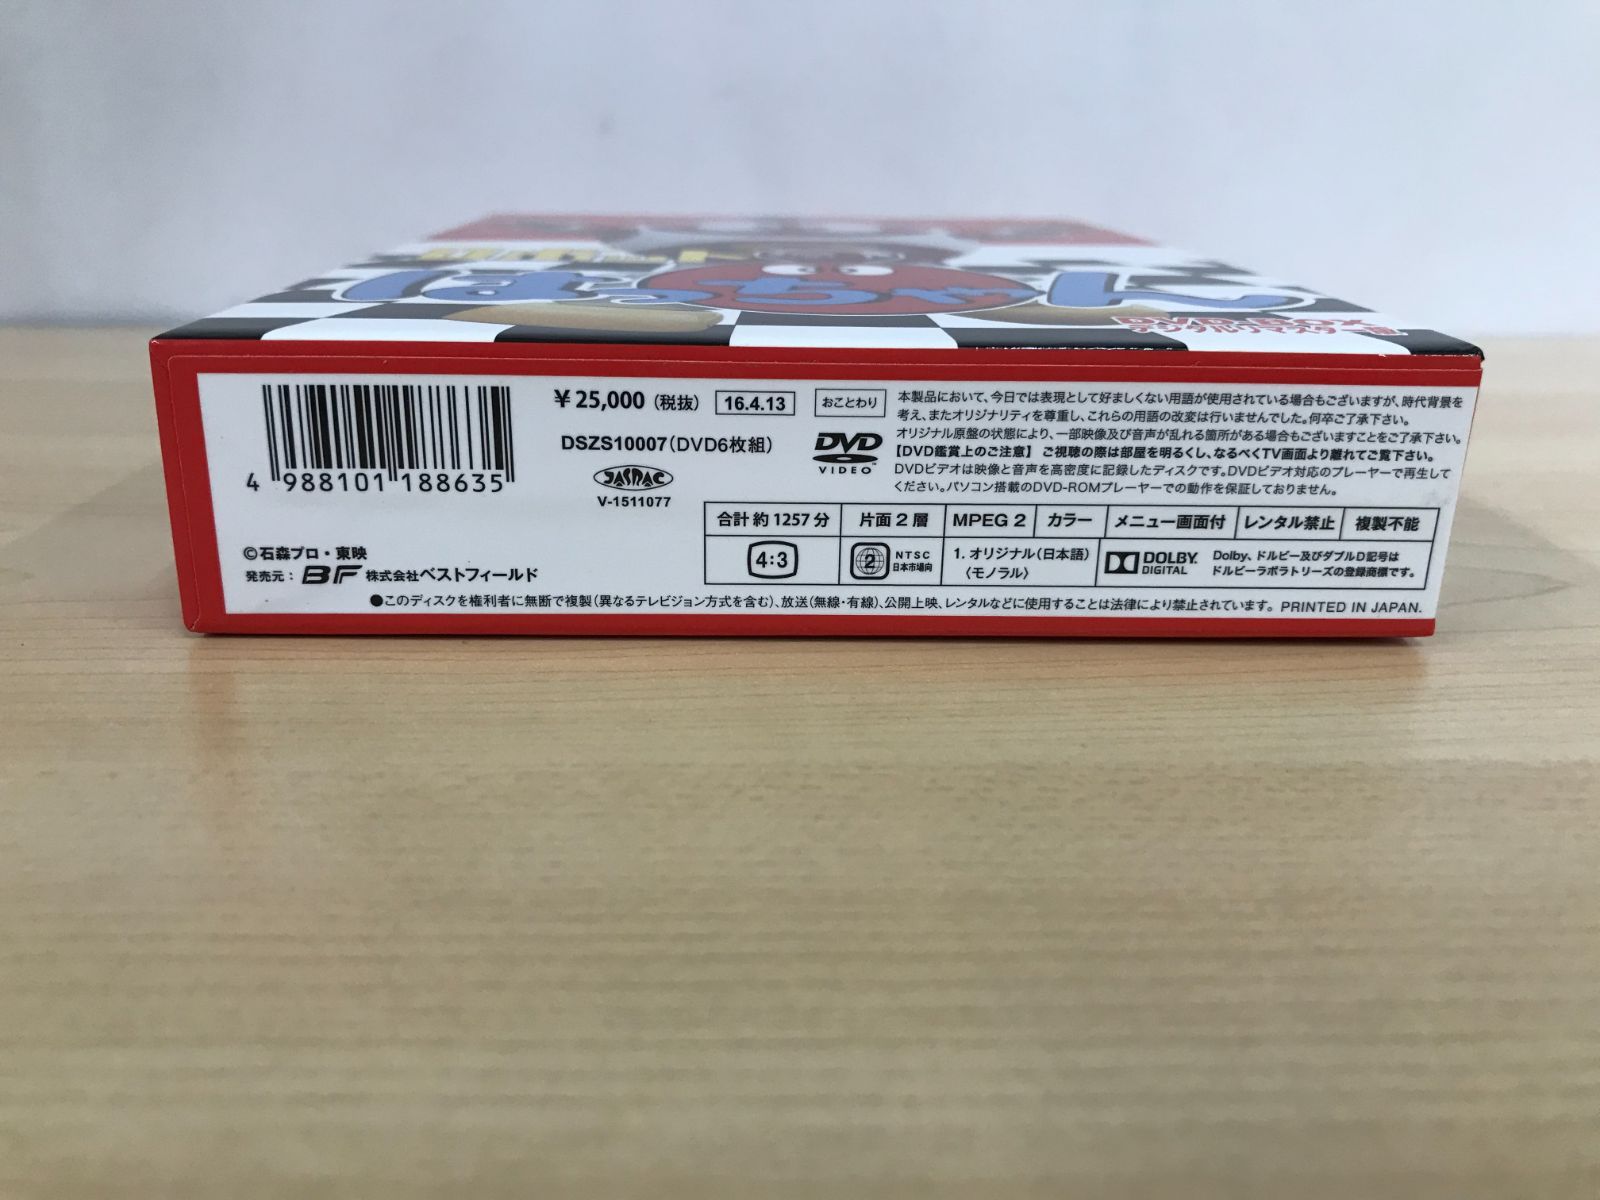 ロボット
ぱっちゃん
DVD-BOX
デジタルリマスター版
4 988101 188635
￥25,000（税抜） 16.4.13
DSZS10007（DVD6枚組）
JASRAC
V-1511077
©石森プロ・東映
発売元： BF 株式会社ベストフィールド
おことわり
DVD
VIDEO
本製品において、今日では表現として好ましくない用語が使用されている場合もございますが、時代背景を
考え、またオリジナリティを尊重し、これらの用語の改変は行いませんでした。何卒ご了承下さい。
オリジナル原盤の状態により、一部映像及び音声が乱れる箇所がある場合もございますことをご了承下さい。
【DVD鑑賞上のご注意】 ご視聴の際は部屋を明るくし、なるべくTV画面より離れてご覧下さい。
DVDビデオは映像と音声を高密度に記録したディスクです。DVDビデオ対応のプレーヤーで再生して
ください。パソコン搭載のDVD-ROMプレーヤーでの動作を保証しておりません。
合計 約1257分 片面2層 MPEG 2 カラー メニュー画面付 レンタル禁止 複製不能
4:3 2 NTSC 日本市場向 1. オリジナル（日本語）〈モノラル〉 DOLBY DIGITAL Dolby、ドルビー及びダブルD記号は
ドルビーラボラトリーズの登録商標です。
●このディスクを権利者に無断で複製（異なるテレビジョン方式を含む）、放送（無線・有線）、公開上映、レンタルなどに使用することは法律により禁止されています。 PRINTED IN JAPAN.